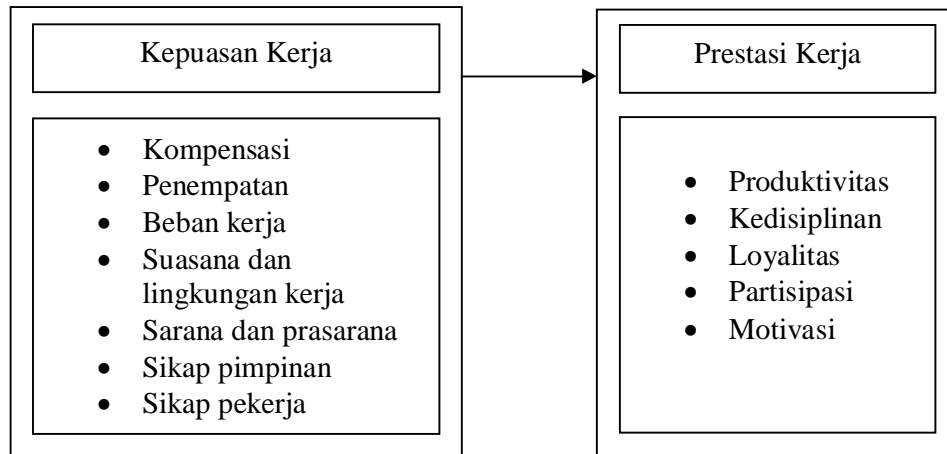 Kepuasan Kerja
• Kompensasi
• Penempatan
• Beban kerja
• Suasana dan
lingkungan kerja
• Sarana dan prasarana
• Sikap pimpinan
• Sikap pekerja
Prestasi Kerja
• Produktivitas
• Kedisiplinan
• Loyalitas
• Partisipasi
• Motivasi